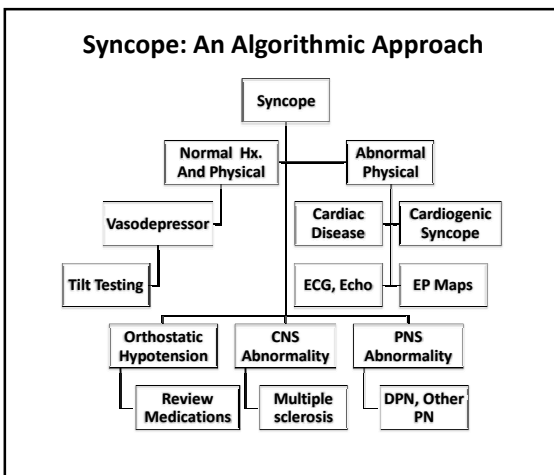 Syncope: An Algorithmic Approach
Syncope
Normal Hx.
And Physical
Abnormal
Physical
Vasodepressor
Cardiac
Disease
Cardiogenic
Syncope
Tilt Testing
ECG, Echo
EP Maps
Orthostatic
Hypotension
CNS
Abnormality
PNS
Abnormality
Review
Medications
Multiple
sclerosis
DPN, Other
PN